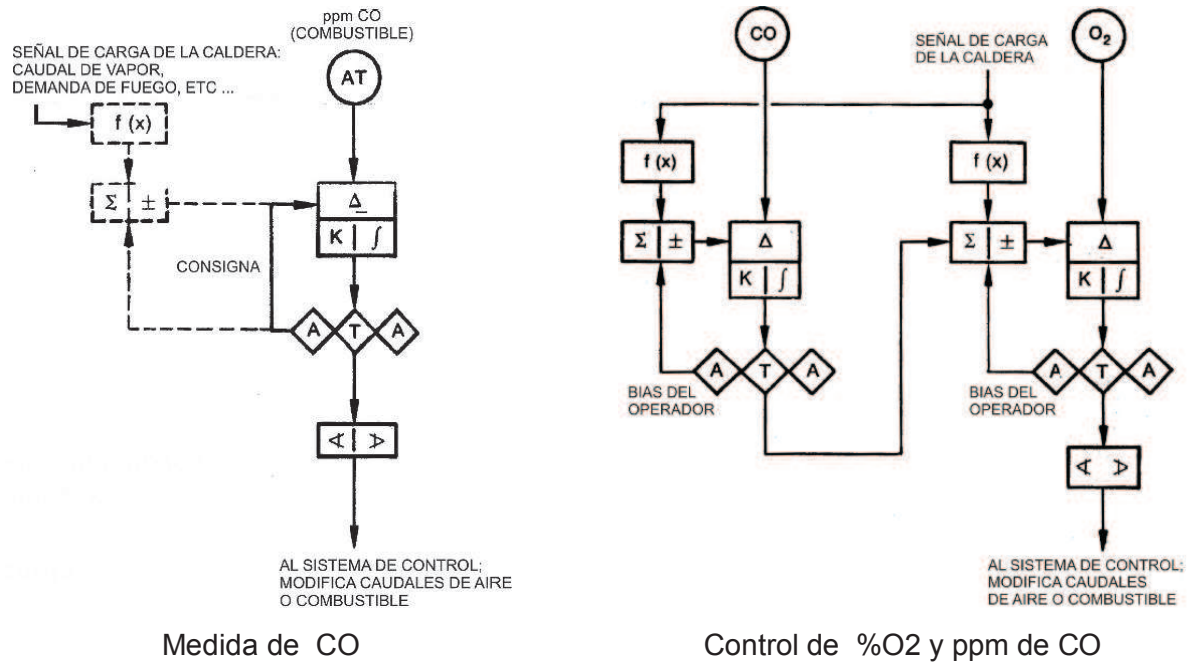 ppm CO
(COMBUSTIBLE)
SEÑAL DE CARGA DE LA CALDERA:
CAUDAL DE VAPOR,
DEMANDA DE FUEGO, ETC ...
AT
f (x)
Σ ±
Δ
K ∫
CONSIGNA
A T A
≮ ≯
AL SISTEMA DE CONTROL;
MODIFICA CAUDALES DE AIRE
O COMBUSTIBLE
Medida de CO
CO
SEÑAL DE CARGA
DE LA CALDERA
O₂
f (x)
f (x)
Σ ±
Δ
K ∫
Σ ±
Δ
K ∫
A T A
BIAS DEL
OPERADOR
A T A
BIAS DEL
OPERADOR
≮ ≯
AL SISTEMA DE CONTROL;
MODIFICA CAUDALES
DE AIRE O COMBUSTIBLE
Control de %O2 y ppm de CO